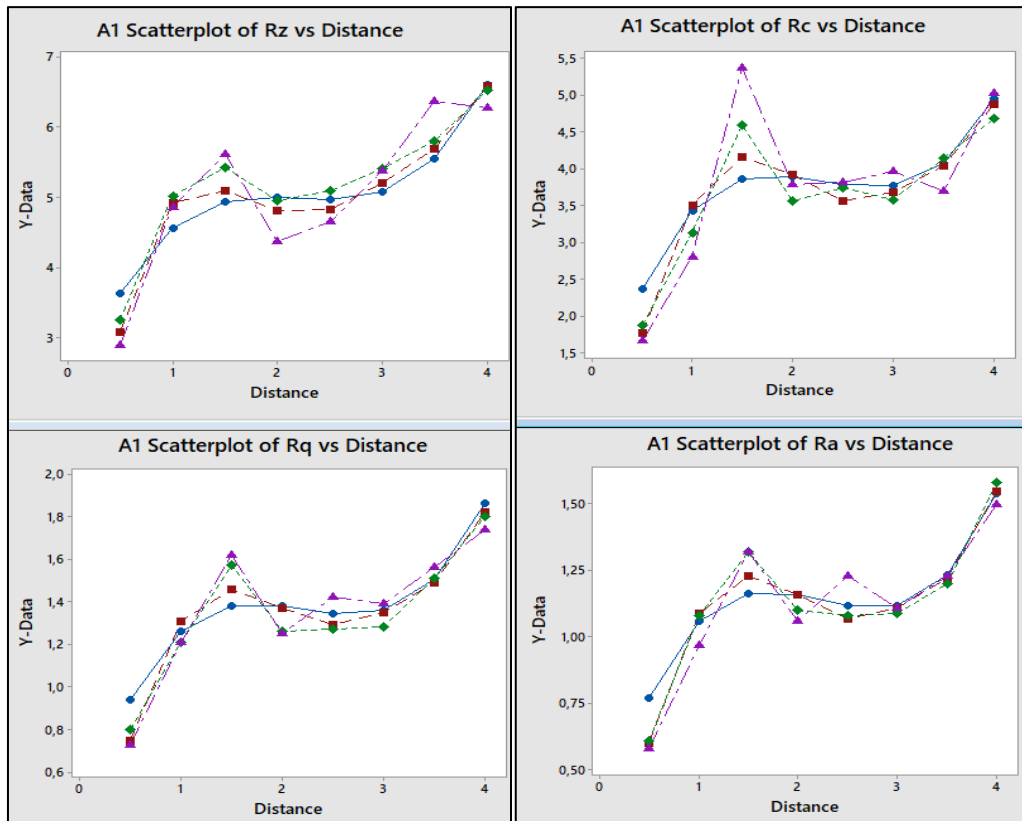 A1 Scatterplot of Rz vs Distance
7
6
5
4
3
Y-Data
0 1 2 3 4
Distance
A1 Scatterplot of Rc vs Distance
5,5
5,0
4,5
4,0
3,5
3,0
2,5
2,0
1,5
Y-Data
0 1 2 3 4
Distance
A1 Scatterplot of Rq vs Distance
2,0
1,8
1,6
1,4
1,2
1,0
0,8
0,6
Y-Data
0 1 2 3 4
Distance
A1 Scatterplot of Ra vs Distance
1,50
1,25
1,00
0,75
0,50
Y-Data
0 1 2 3 4
Distance